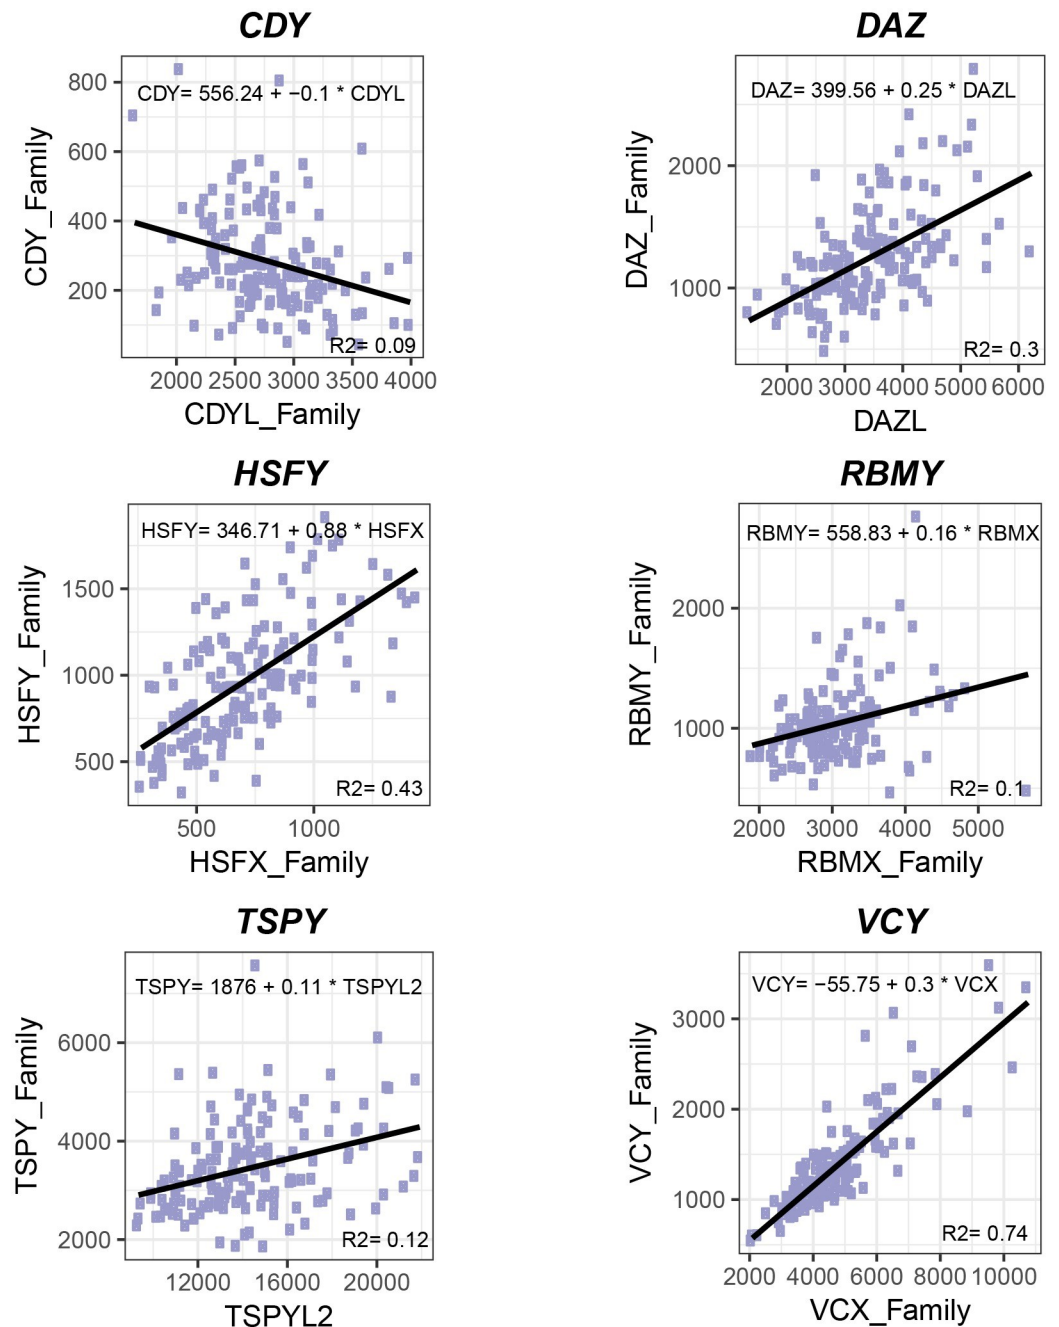 CDY
CDY= 556.24 + −0.1 * CDYL
800
600
400
200
CDY_Family
R2= 0.09
2000 2500 3000 3500 4000
CDYL_Family
DAZ
DAZ= 399.56 + 0.25 * DAZL
2000
1000
DAZ_Family
R2= 0.3
2000 3000 4000 5000 6000
DAZL
HSFY
HSFY= 346.71 + 0.88 * HSFX
1500
1000
500
HSFY_Family
R2= 0.43
500 1000
HSFX_Family
RBMY
RBMY= 558.83 + 0.16 * RBMX
2000
1000
RBMY_Family
R2= 0.1
2000 3000 4000 5000
RBMX_Family
TSPY
TSPY= 1876 + 0.11 * TSPYL2
6000
4000
2000
TSPY_Family
R2= 0.12
12000 16000 20000
TSPYL2
VCY
VCY= −55.75 + 0.3 * VCX
3000
2000
1000
VCY_Family
R2= 0.74
2000 4000 6000 8000 10000
VCX_Family